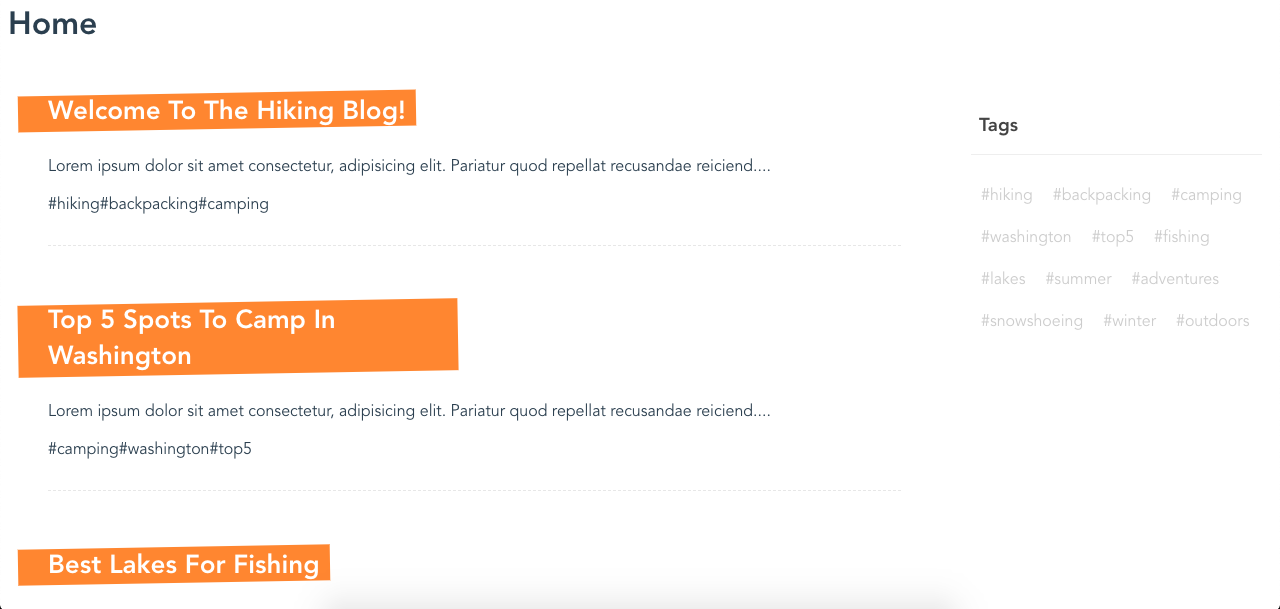 Home
Welcome To The Hiking Blog!
Lorem ipsum dolor sit amet consectetur, adipisicing elit. Pariatur quod repellat recusandae reiciend....
#hiking#backpacking#camping
Top 5 Spots To Camp In
Washington
Lorem ipsum dolor sit amet consectetur, adipisicing elit. Pariatur quod repellat recusandae reiciend....
#camping#washington#top5
Best Lakes For Fishing
Tags
#hiking #backpacking #camping
#washington #top5 #fishing
#lakes #summer #adventures
#snowshoeing #winter #outdoors